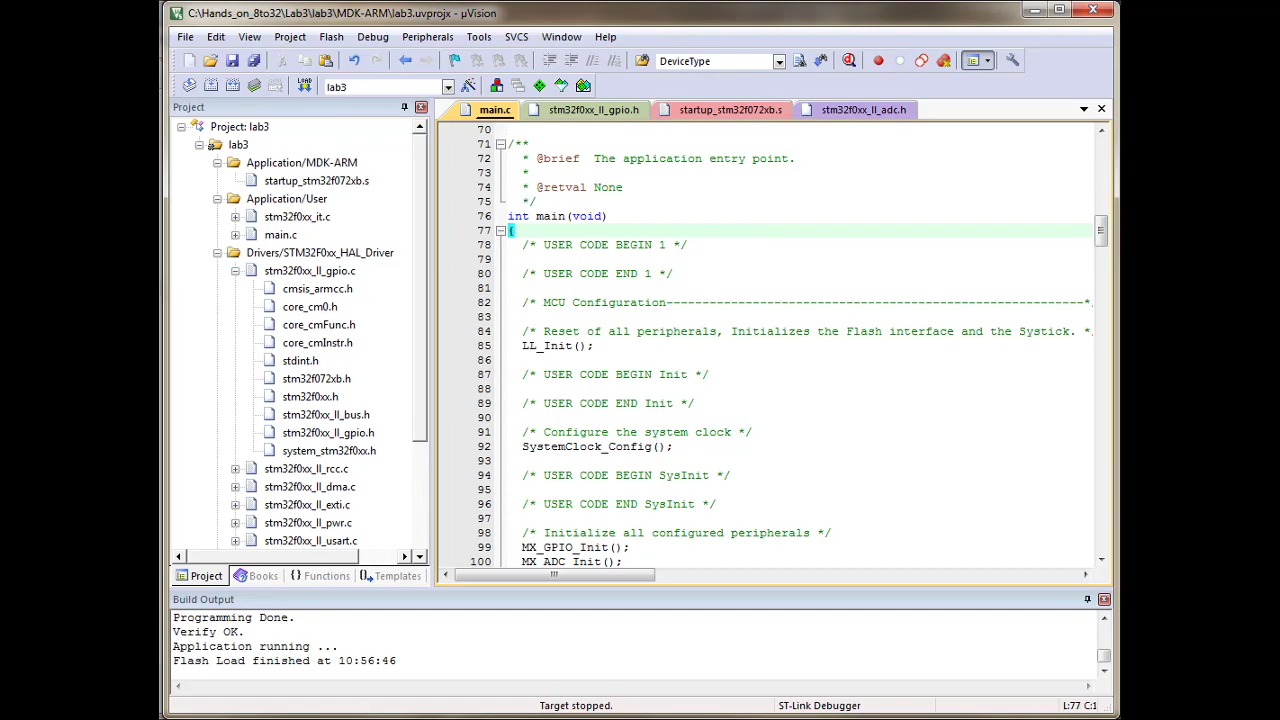 C:\Hands_on_8to32\Lab3\lab3\MDK-ARM\lab3.uvprojx - µVision
File Edit View Project Flash Debug Peripherals Tools SVCS Window Help
DeviceType
LOAD lab3
Project
Project: lab3
lab3
Application/MDK-ARM
startup_stm32f072xb.s
Application/User
stm32f0xx_it.c
main.c
Drivers/STM32F0xx_HAL_Driver
stm32f0xx_ll_gpio.c
cmsis_armcc.h
core_cm0.h
core_cmFunc.h
core_cmInstr.h
stdint.h
stm32f072xb.h
stm32f0xx.h
stm32f0xx_ll_bus.h
stm32f0xx_ll_gpio.h
system_stm32f0xx.h
stm32f0xx_ll_rcc.c
stm32f0xx_ll_dma.c
stm32f0xx_ll_exti.c
stm32f0xx_ll_pwr.c
stm32f0xx_ll_usart.c
Project Books {} Functions Templates
main.c stm32f0xx_ll_gpio.h startup_stm32f072xb.s stm32f0xx_ll_adc.h
70
71 /**
72 * @brief The application entry point.
73 *
74 * @retval None
75 */
76 int main(void)
77 {
78 /* USER CODE BEGIN 1 */
79
80 /* USER CODE END 1 */
81
82 /* MCU Configuration----------------------------------------------------------*
83
84 /* Reset of all peripherals, Initializes the Flash interface and the Systick. */
85 LL_Init();
86
87 /* USER CODE BEGIN Init */
88
89 /* USER CODE END Init */
90
91 /* Configure the system clock */
92 SystemClock_Config();
93
94 /* USER CODE BEGIN SysInit */
95
96 /* USER CODE END SysInit */
97
98 /* Initialize all configured peripherals */
99 MX_GPIO_Init();
100 MX_ADC_Init();
Build Output
Programming Done.
Verify OK.
Application running ...
Flash Load finished at 10:56:46
Target stopped. ST-Link Debugger L:77 C:1